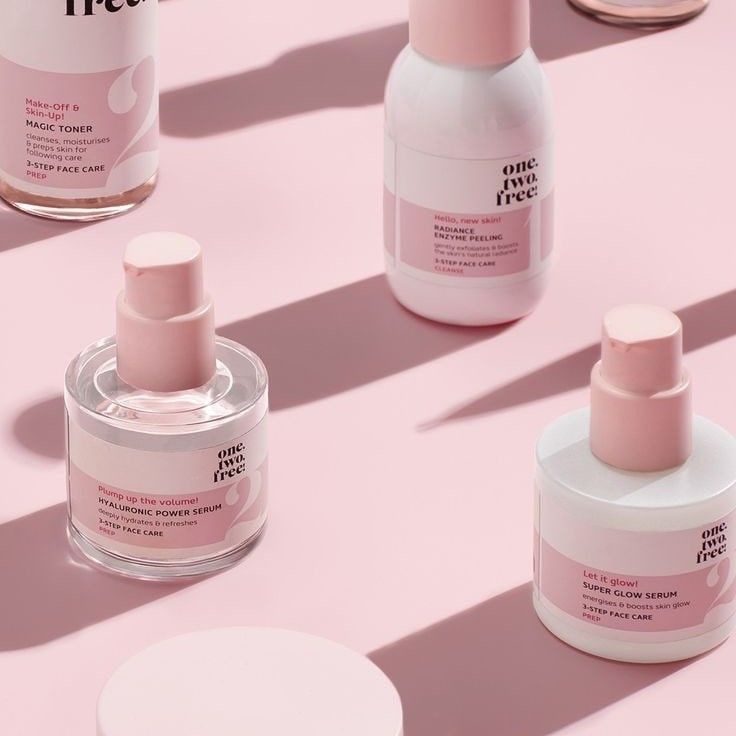 free!
Make-Off &
Skin-Up!
MAGIC TONER
cleanses, moisturises
& preps skin for
following care
3-STEP FACE CARE
PREP
2
one.
two.
free!
Hello, new skin!
RADIANCE
ENZYME PEELING
gently exfoliates & boosts
the skin's natural radiance
3-STEP FACE CARE
CLEANSE
1
one.
two.
free!
Plump up the volume!
HYALURONIC POWER SERUM
deeply hydrates & refreshes
3-STEP FACE CARE
PREP
2
one.
two.
free!
Let it glow!
SUPER GLOW SERUM
energises & boosts skin glow
3-STEP FACE CARE
PREP
2